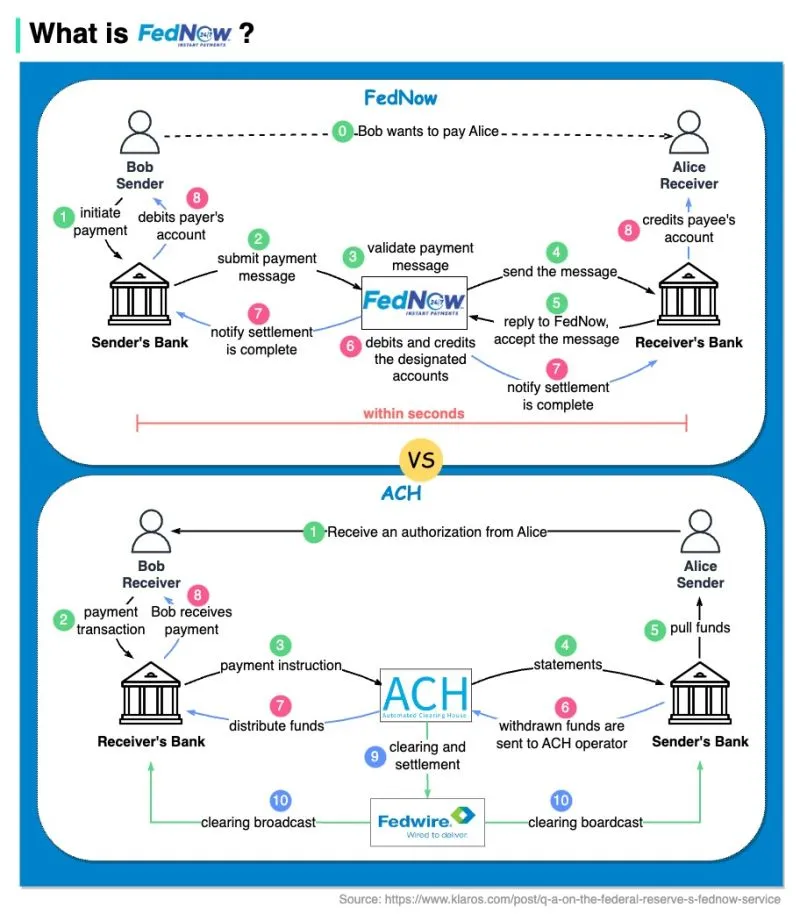 What is FedNow 24/7 INSTANT PAYMENTS ?
FedNow
0 Bob wants to pay Alice
Bob
Sender
Alice
Receiver
1 initiate
payment
8
debits payer's
account
2
submit payment
message
3 validate payment
message
4
send the message
8 credits payee's
account
FedNow 24/7
INSTANT PAYMENTS
Sender's Bank
7
notify settlement
is complete
6 debits and credits
the designated
accounts
5
reply to FedNow,
accept the message
Receiver's Bank
7
notify settlement
is complete
within seconds
VS
ACH
1 Receive an authorization from Alice
Bob
Receiver
Alice
Sender
2 payment
transaction
8
Bob receives
payment
3
payment instruction
4
statements
5 pull funds
ACH
Automated Clearing House
Receiver's Bank
7
distribute funds
6
withdrawn funds are
sent to ACH operator
Sender's Bank
9 clearing and
settlement
10
clearing broadcast
Fedwire
Wired to deliver
10
clearing boardcast
Source: https://www.klaros.com/post/q-a-on-the-federal-reserve-s-fednow-service